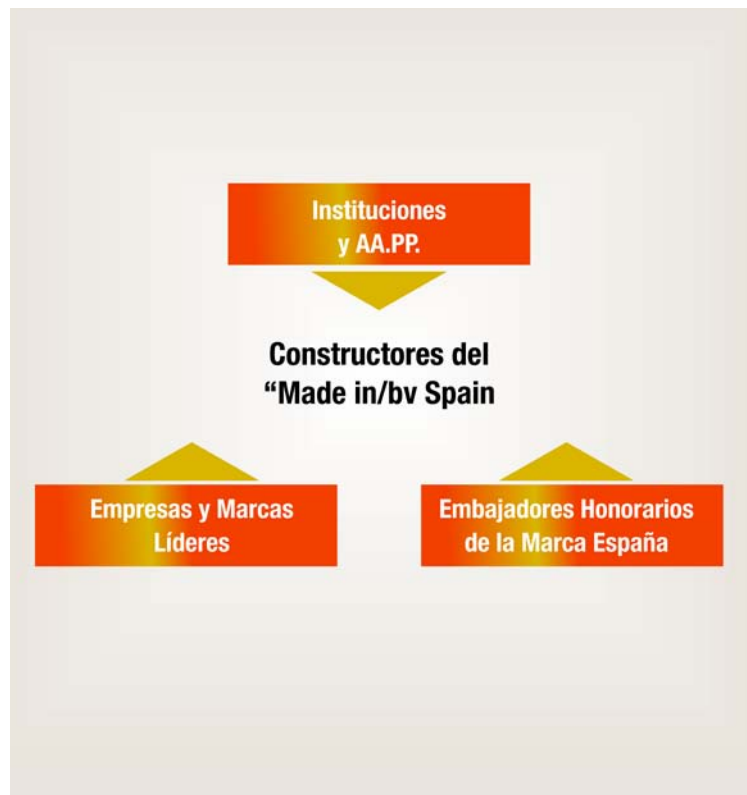 Instituciones
y AA.PP.
Constructores del
“Made in/bv Spain
Empresas y Marcas
Líderes
Embajadores Honorarios
de la Marca España